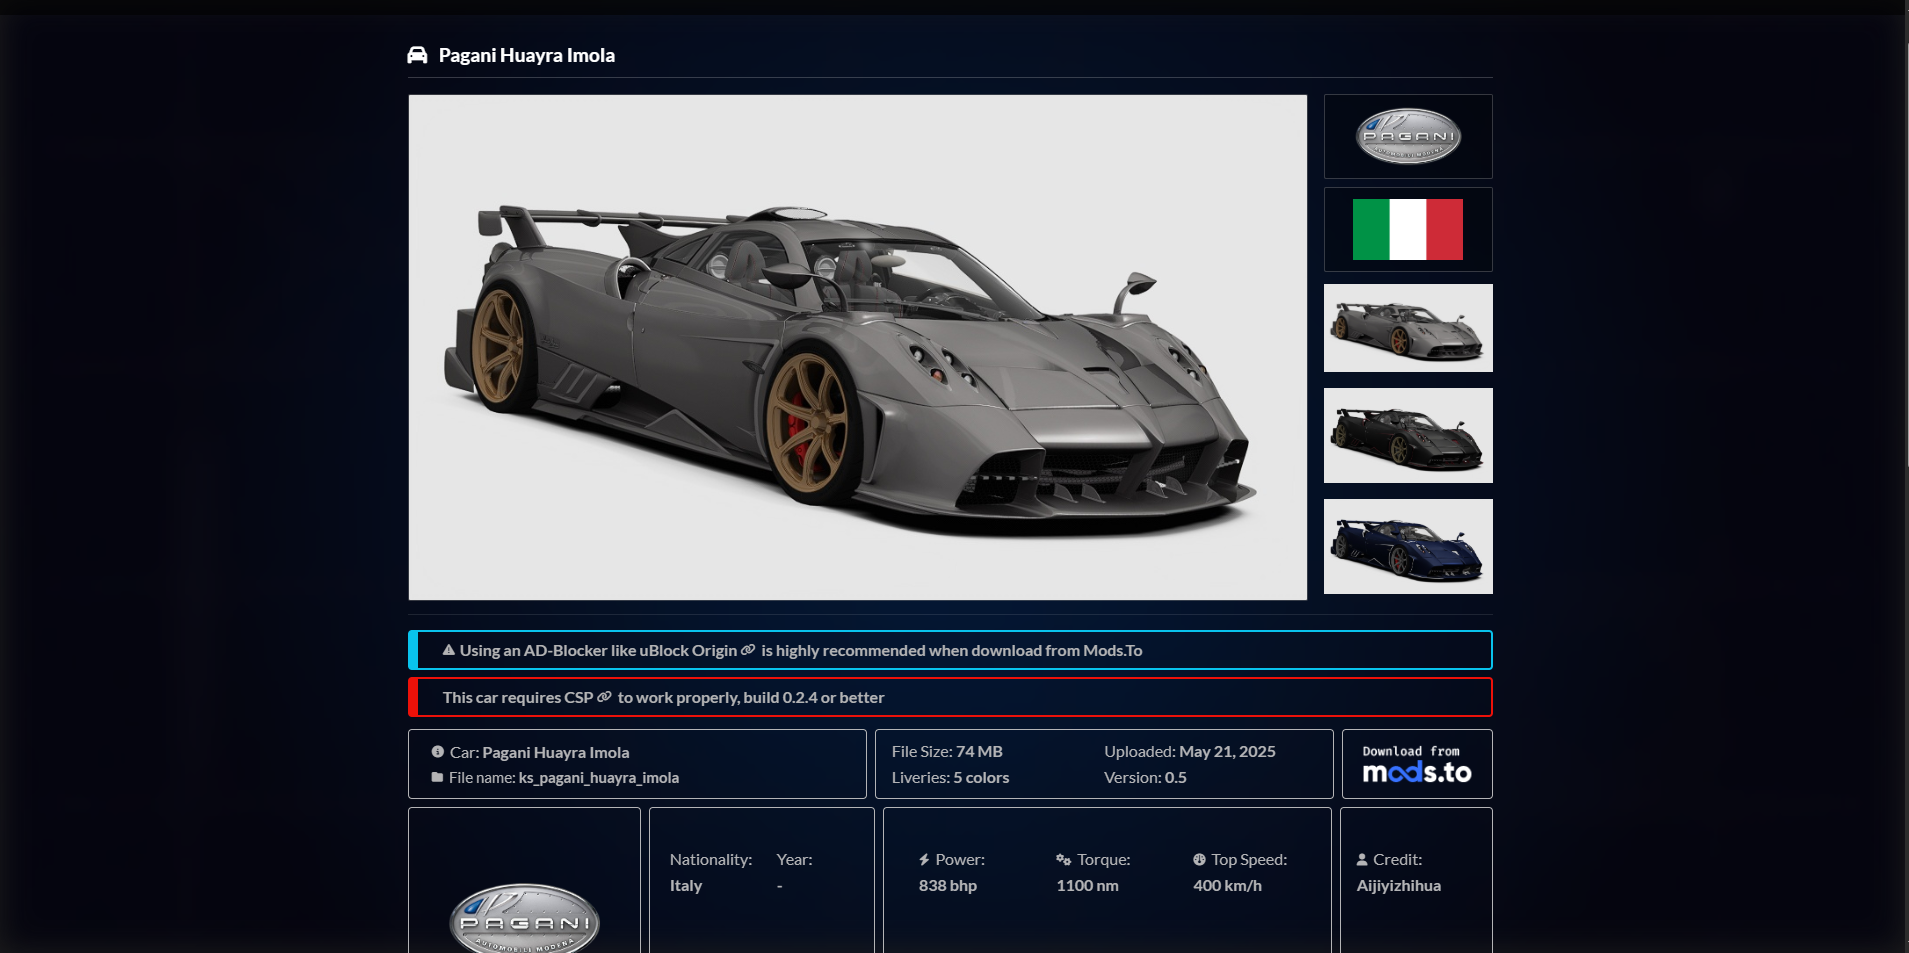 Pagani Huayra Imola
PAGANI
AUTOMOBILI MODENA
Using an AD-Blocker like uBlock Origin is highly recommended when download from Mods.To
This car requires CSP to work properly, build 0.2.4 or better
Car: Pagani Huayra Imola
File name: ks_pagani_huayra_imola
File Size: 74 MB
Uploaded: May 21, 2025
Liveries: 5 colors
Version: 0.5
Download from
mods.to
PAGANI
AUTOMOBILI MODENA
Nationality:
Italy
Year:
-
Power:
838 bhp
Torque:
1100 nm
Top Speed:
400 km/h
Credit:
Aijiyizhihua